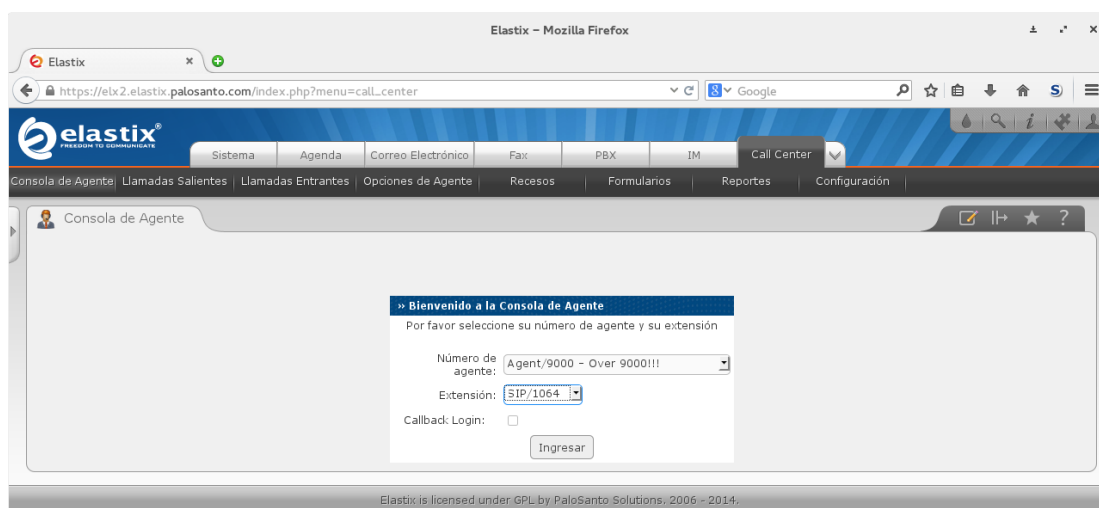 Elastix - Mozilla Firefox
Elastix
https://elx2.elastix.palosanto.com/index.php?menu=call_center
Google
elastix®
FREEDOM TO COMMUNICATE
Sistema
Agenda
Correo Electrónico
Fax
PBX
IM
Call Center
Consola de Agente
Llamadas Salientes
Llamadas Entrantes
Opciones de Agente
Recesos
Formularios
Reportes
Configuración
Consola de Agente
» Bienvenido a la Consola de Agente
Por favor seleccione su número de agente y su extensión
Número de
agente:
Agent/9000 - Over 9000!!!
Extensión:
SIP/1064
Callback Login:
Ingresar
Elastix is licensed under GPL by PaloSanto Solutions. 2006 - 2014.